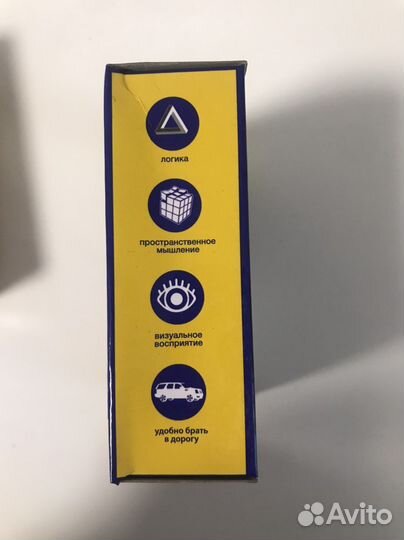 логика
пространственное
мышление
визуальное
восприятие
удобно брать
в дорогу
Avito